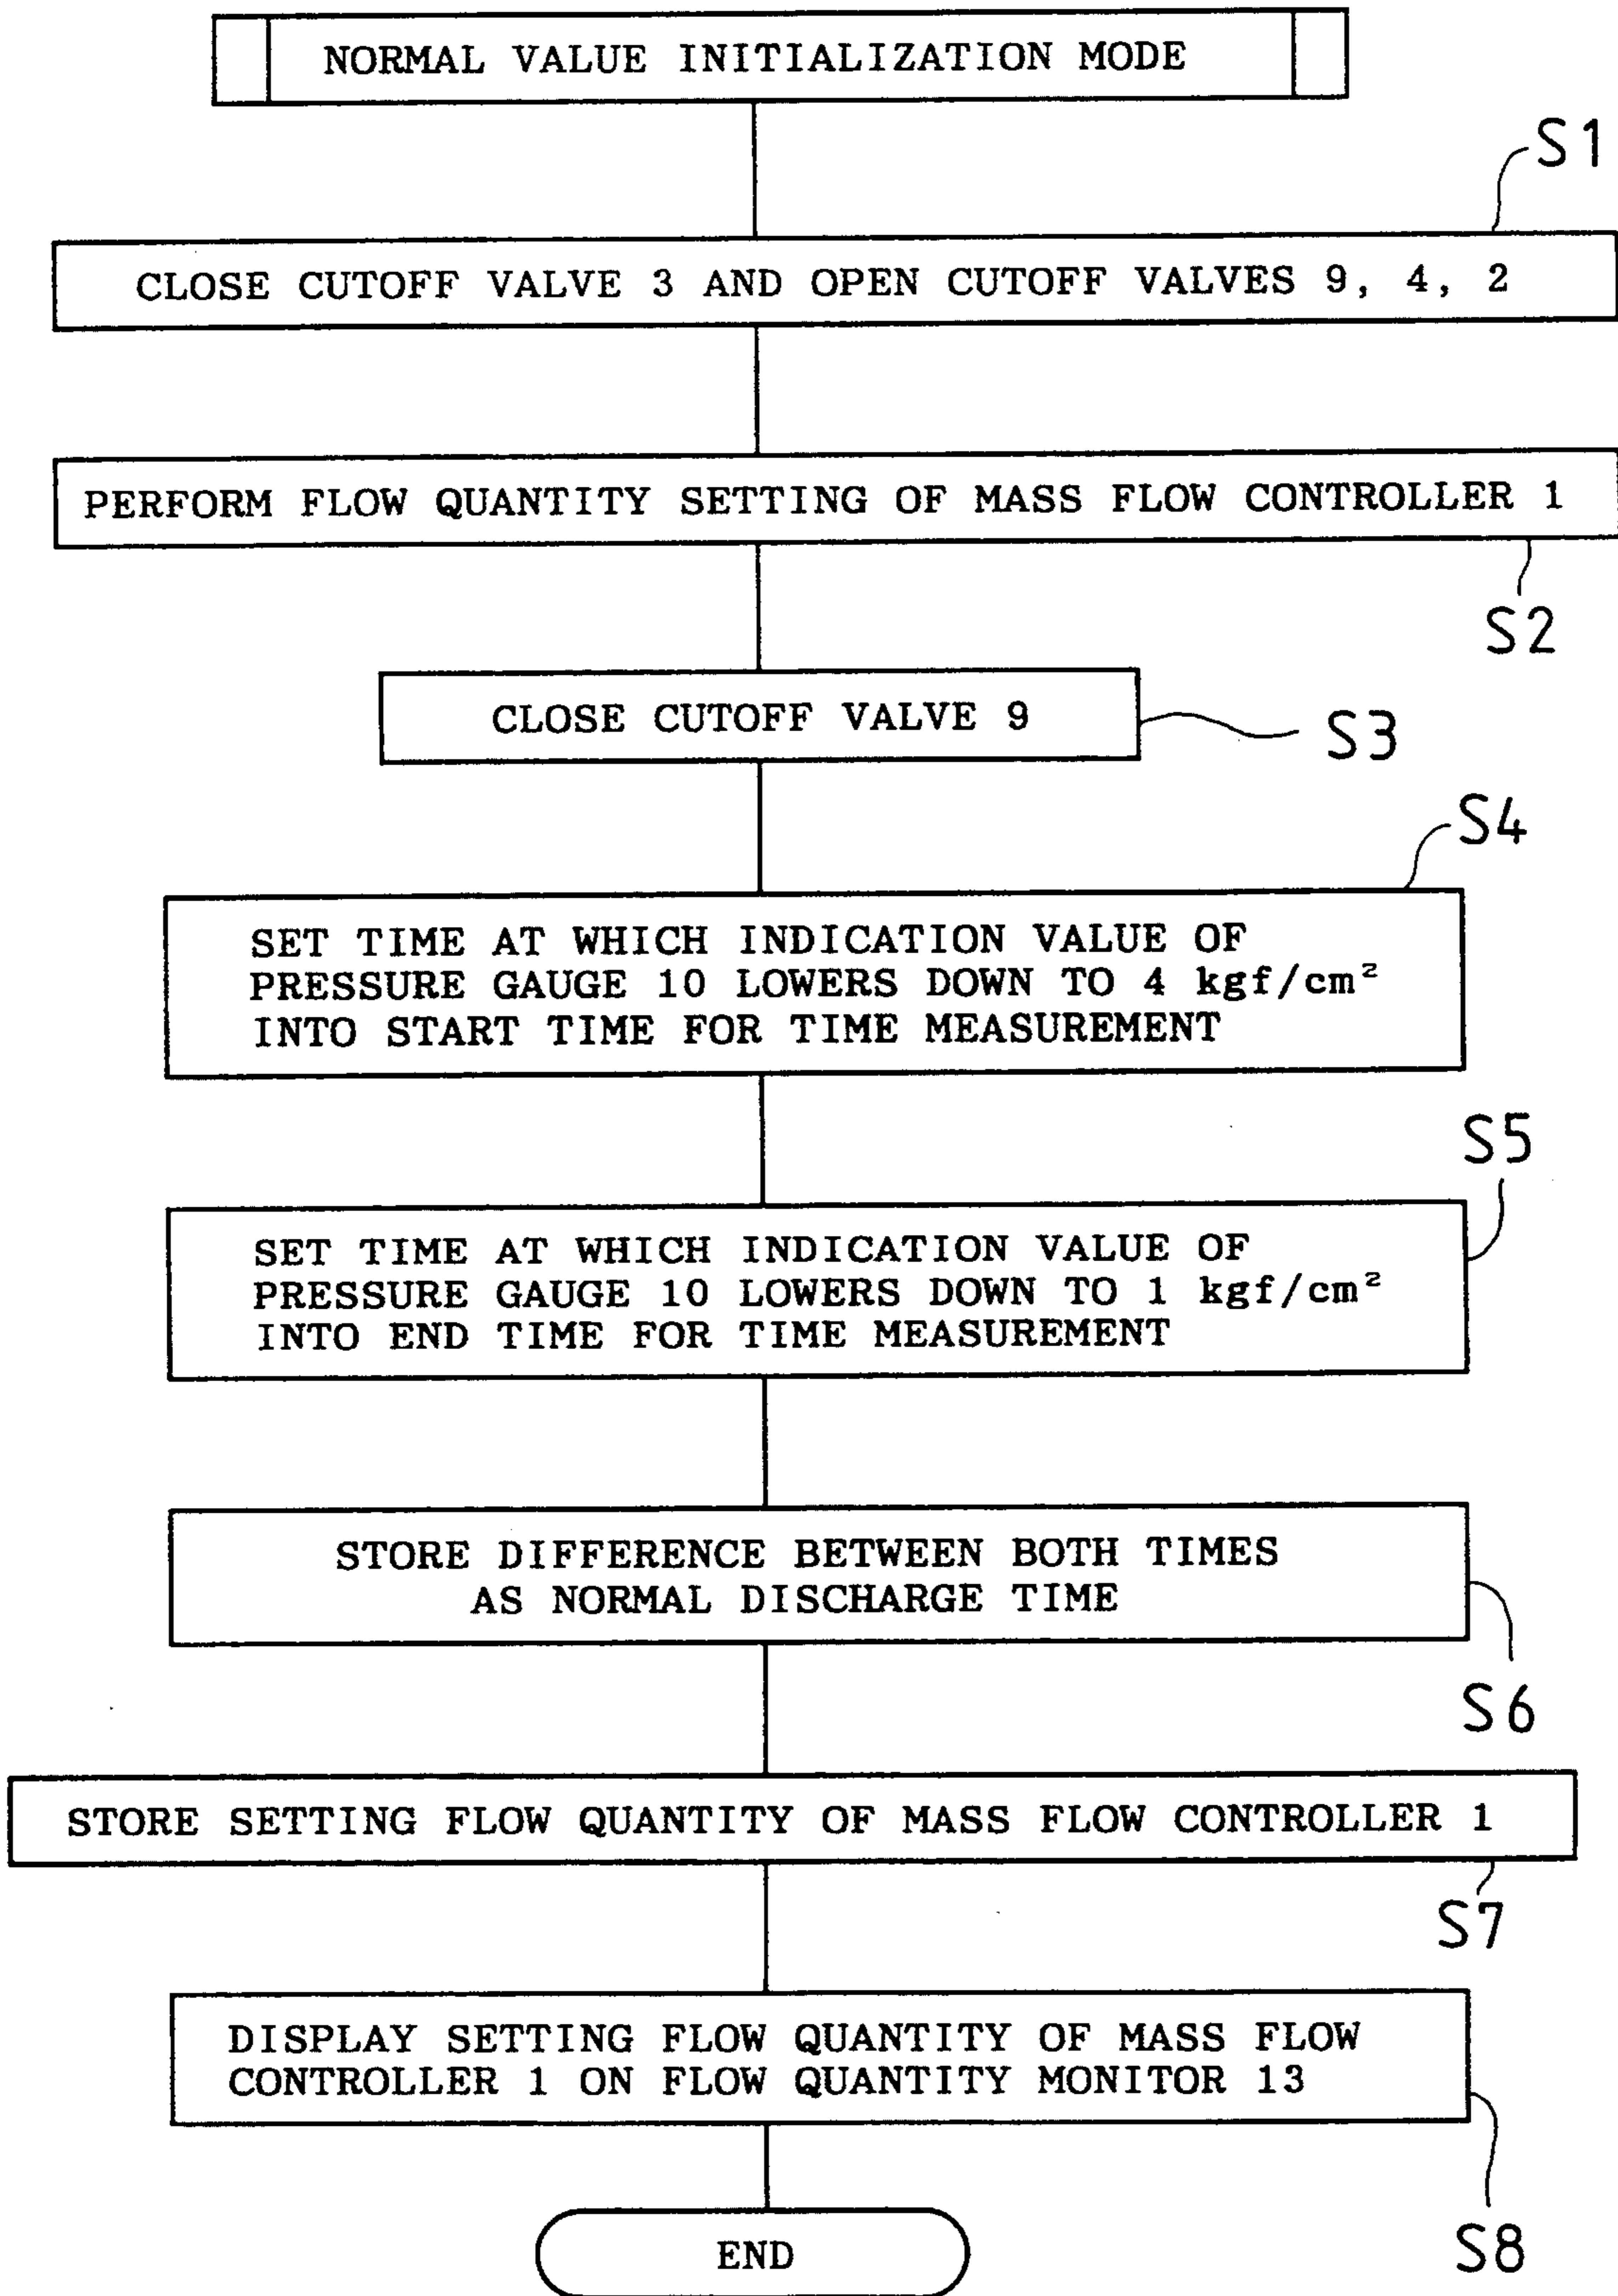 NORMAL VALUE INITIALIZATION MODE
S1
CLOSE CUTOFF VALVE 3 AND OPEN CUTOFF VALVES 9, 4, 2
PERFORM FLOW QUANTITY SETTING OF MASS FLOW CONTROLLER 1
S2
CLOSE CUTOFF VALVE 9
S3
S4
SET TIME AT WHICH INDICATION VALUE OF
PRESSURE GAUGE 10 LOWERS DOWN TO 4 kgf/cm²
INTO START TIME FOR TIME MEASUREMENT
S5
SET TIME AT WHICH INDICATION VALUE OF
PRESSURE GAUGE 10 LOWERS DOWN TO 1 kgf/cm²
INTO END TIME FOR TIME MEASUREMENT
STORE DIFFERENCE BETWEEN BOTH TIMES
AS NORMAL DISCHARGE TIME
S6
STORE SETTING FLOW QUANTITY OF MASS FLOW CONTROLLER 1
S7
DISPLAY SETTING FLOW QUANTITY OF MASS FLOW
CONTROLLER 1 ON FLOW QUANTITY MONITOR 13
S8
END